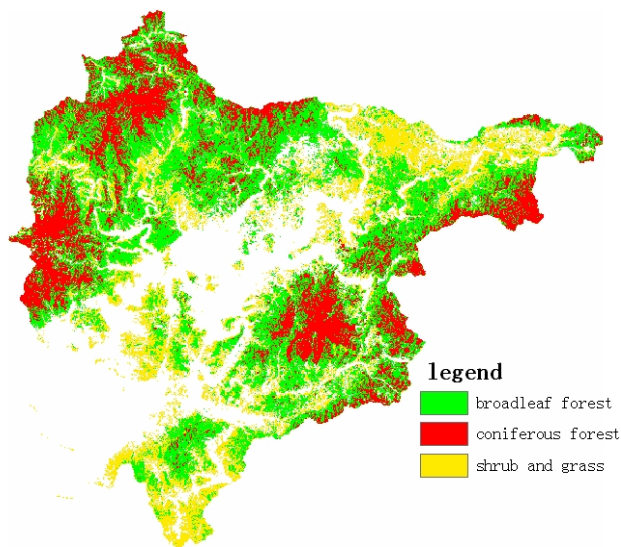 legend
broadleaf forest
coniferous forest
shrub and grass